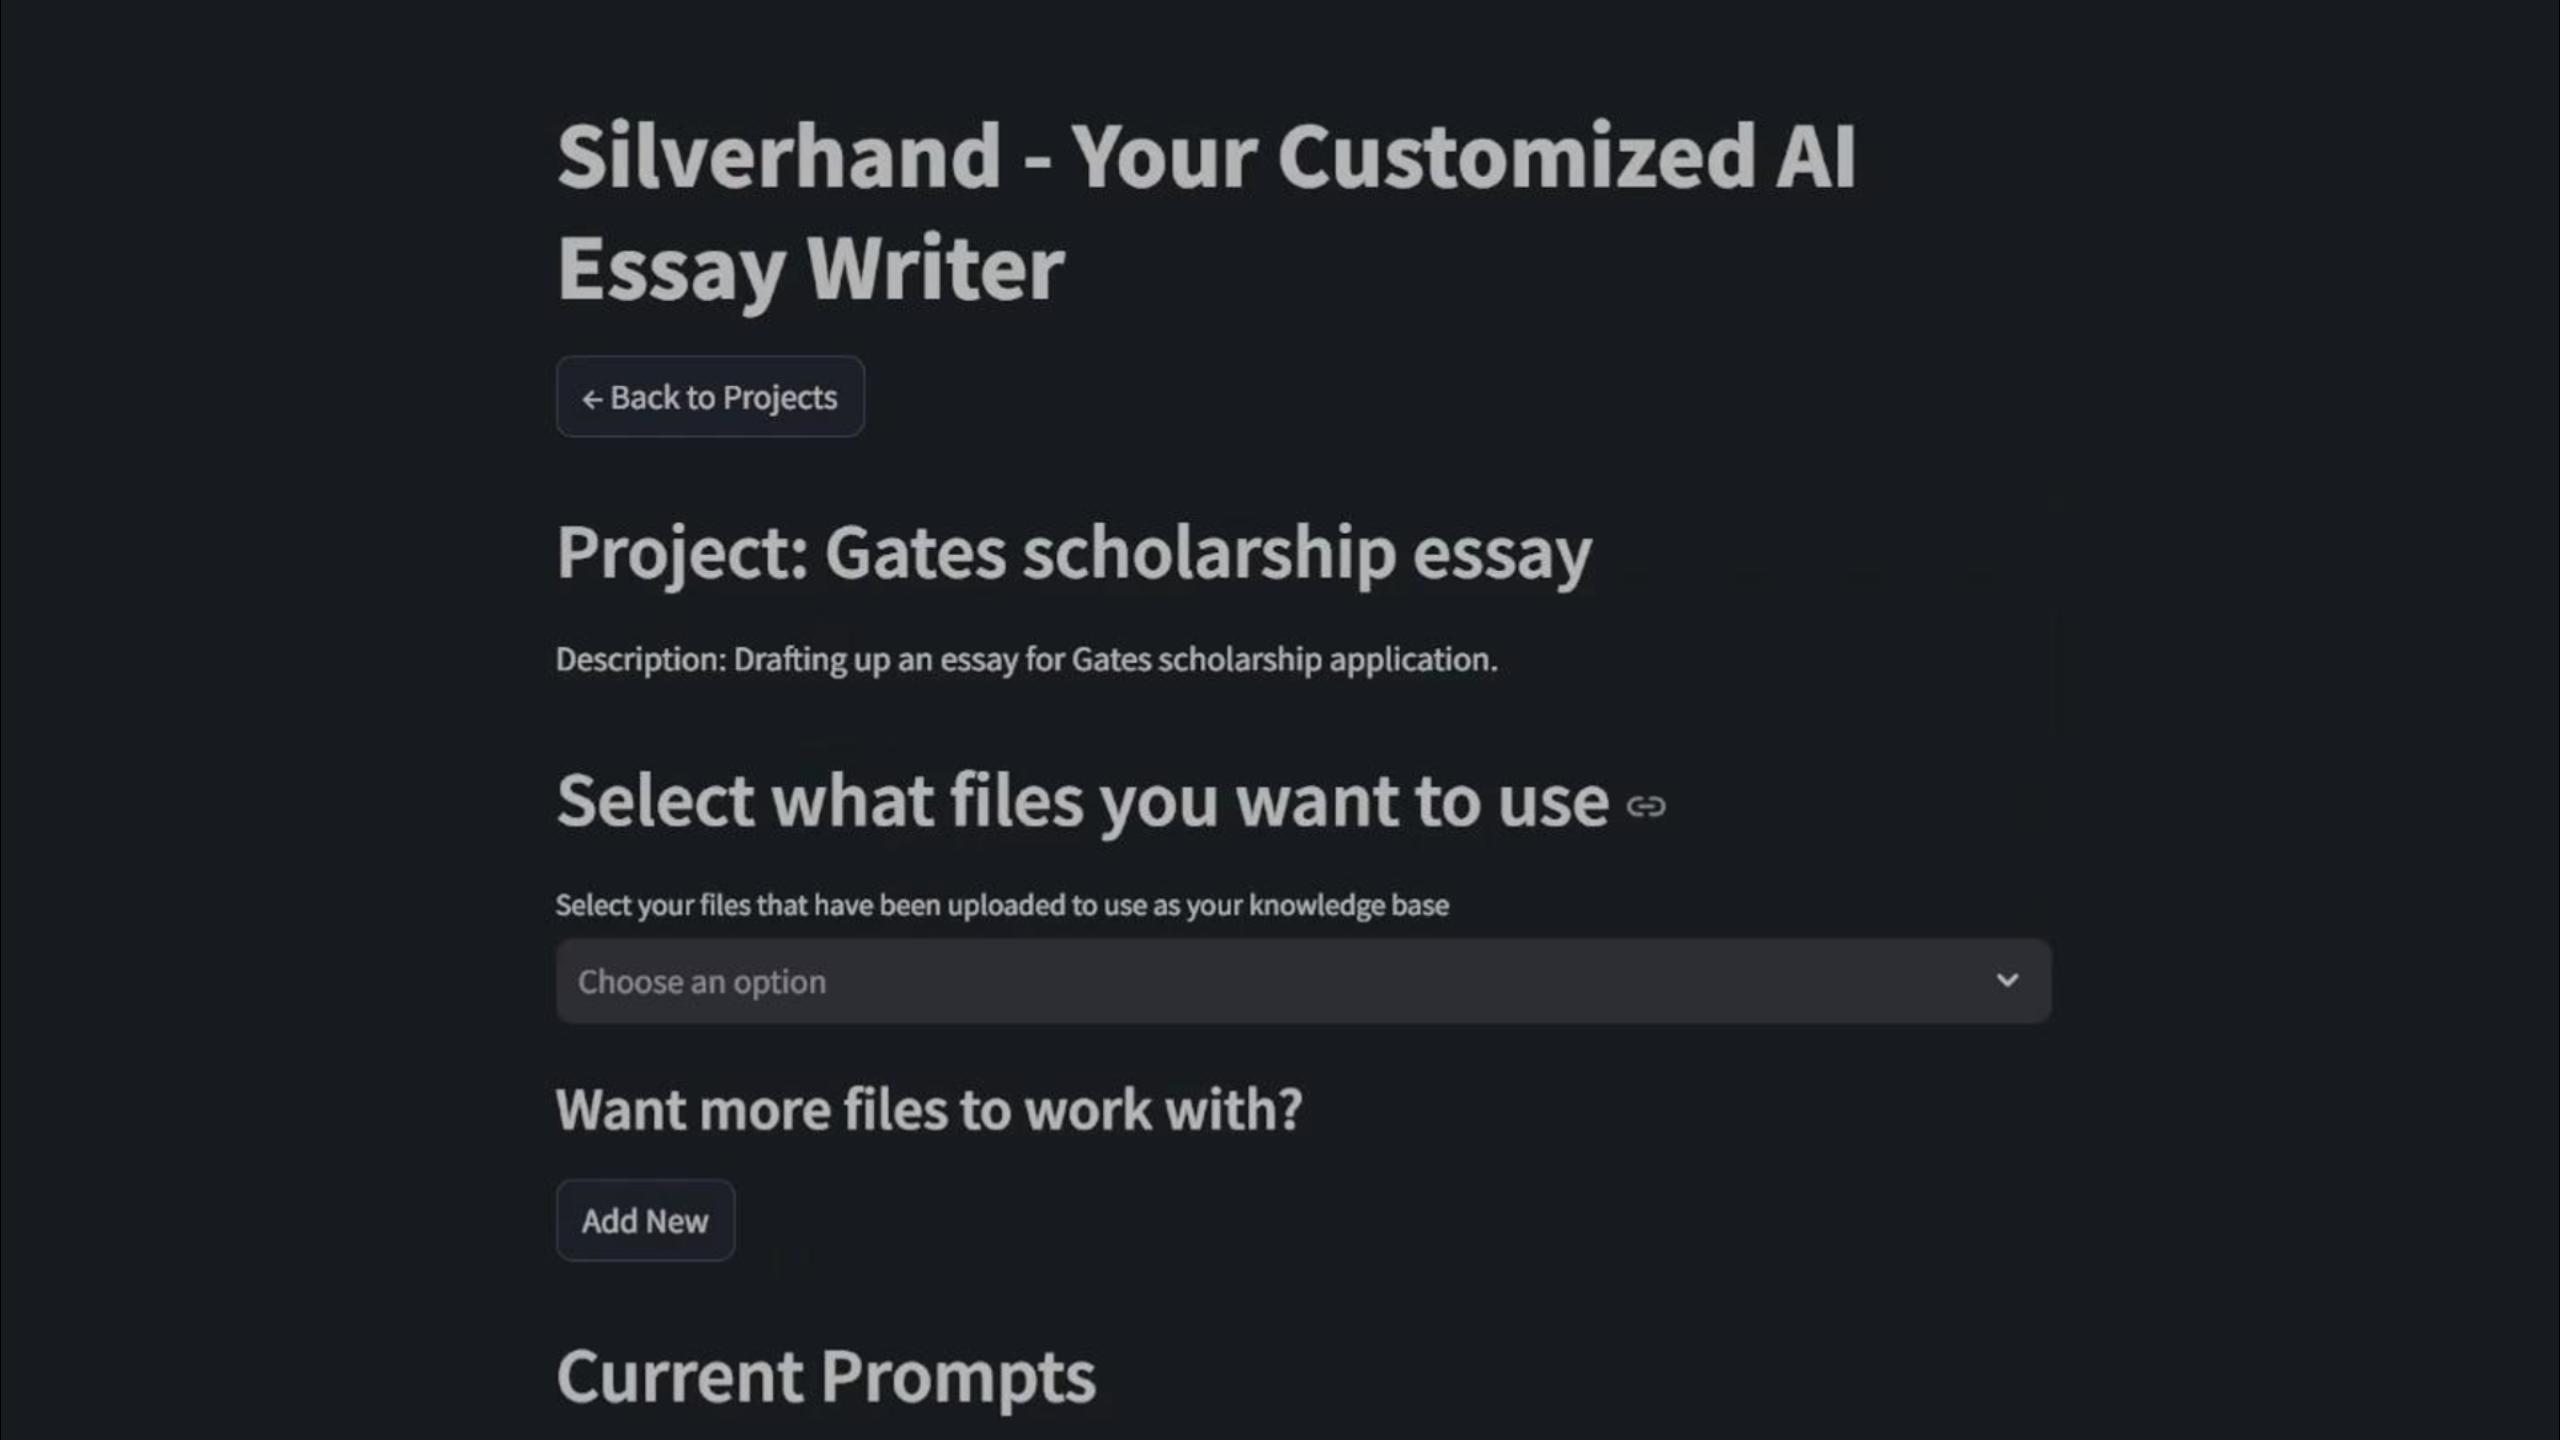 Silverhand - Your Customized AI
Essay Writer
← Back to Projects
Project: Gates scholarship essay
Description: Drafting up an essay for Gates scholarship application.
Select what files you want to use
Select your files that have been uploaded to use as your knowledge base
Choose an option
Want more files to work with?
Add New
Current Prompts